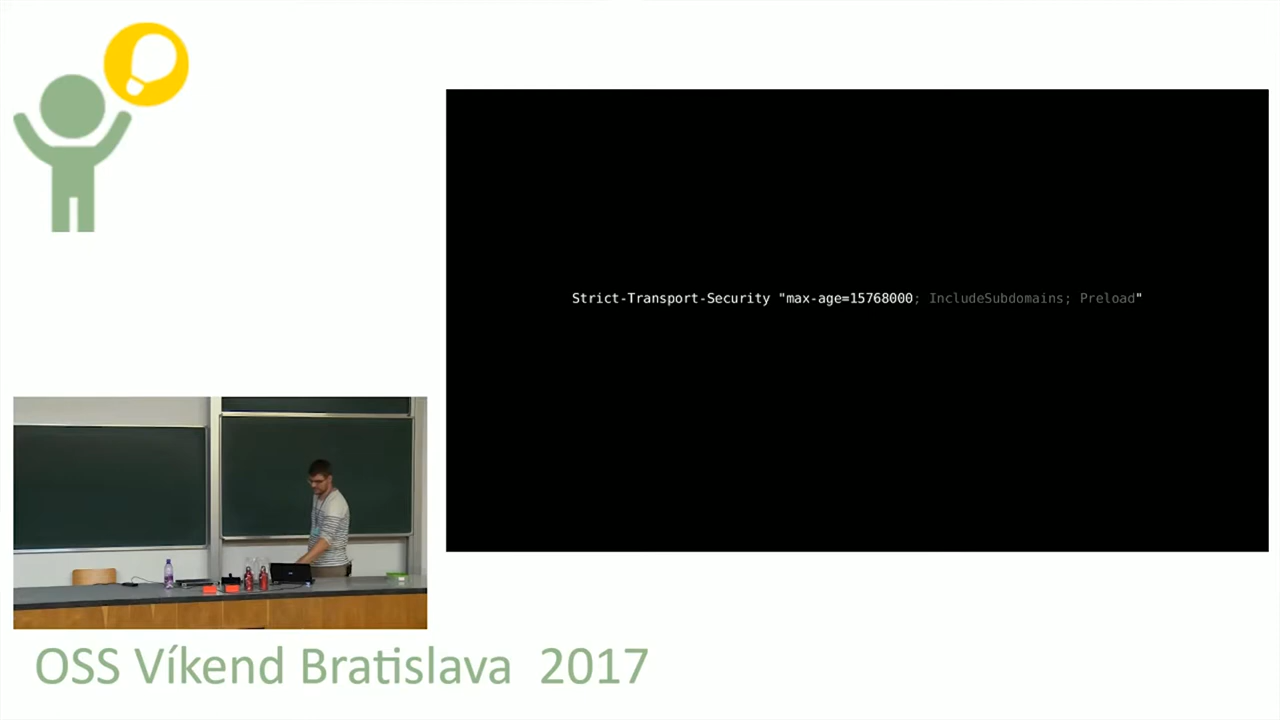 Strict-Transport-Security "max-age=15768000; IncludeSubdomains; Preload"
OSS Víkend Bratislava 2017